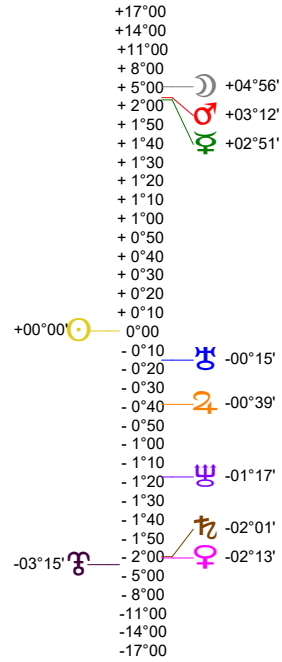 +17°00
+14°00
+11°00
+ 8°00
+ 5°00 ☽ +04°56'
+ 2°00 ♂ +03°12'
+ 1°50
+ 1°40 ☿ +02°51'
+ 1°30
+ 1°20
+ 1°10
+ 1°00
+ 0°50
+ 0°40
+ 0°30
+ 0°20
+ 0°10
+00°00' ☉ 0°00
- 0°10
- 0°20 ♅ -00°15'
- 0°30
- 0°40 ♃ -00°39'
- 0°50
- 1°00
- 1°10
- 1°20 ♆ -01°17'
- 1°30
- 1°40
- 1°50 ♄ -02°01'
- 2°00 ♀ -02°13'
-03°15' - 5°00
- 8°00
-11°00
-14°00
-17°00